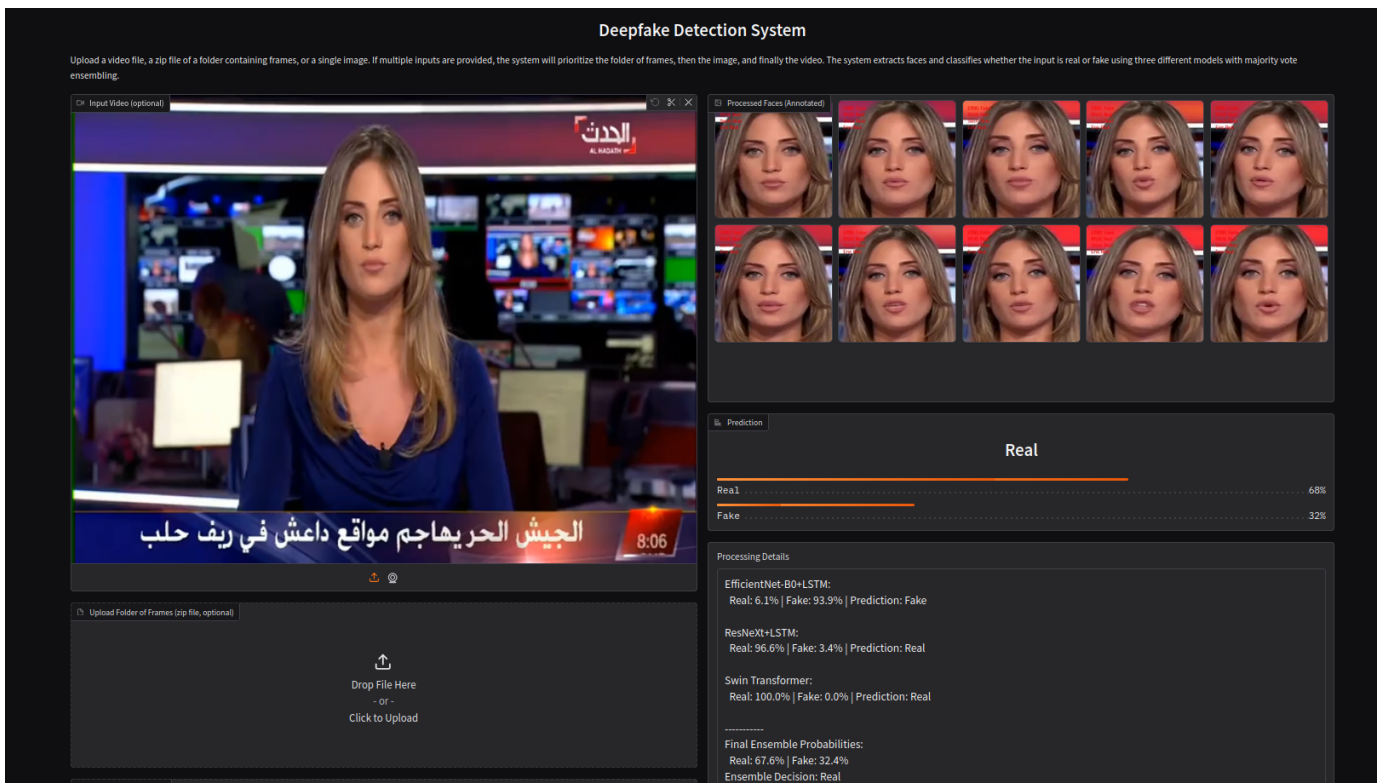 Deepfake Detection System
Upload a video file, a zip file of a folder containing frames, or a single image. If multiple inputs are provided, the system will prioritize the folder of frames, then the image, and finally the video. The system extracts faces and classifies whether the input is real or fake using three different models with majority vote
ensembling.
Input Video (optional)
الحدث
AL HADATH
الجيش الحر يهاجم مواقع داعش في ريف حلب
8:06
Upload Folder of Frames (zip file, optional)
Drop File Here
- or -
Click to Upload
Processed Faces (Annotated)
Prediction
Real
Real 68%
Fake 32%
Processing Details
EfficientNet-B0+LSTM:
Real: 6.1% | Fake: 93.9% | Prediction: Fake
ResNeXt+LSTM:
Real: 96.6% | Fake: 3.4% | Prediction: Real
Swin Transformer:
Real: 100.0% | Fake: 0.0% | Prediction: Real
-----------
Final Ensemble Probabilities:
Real: 67.6% | Fake: 32.4%
Ensemble Decision: Real